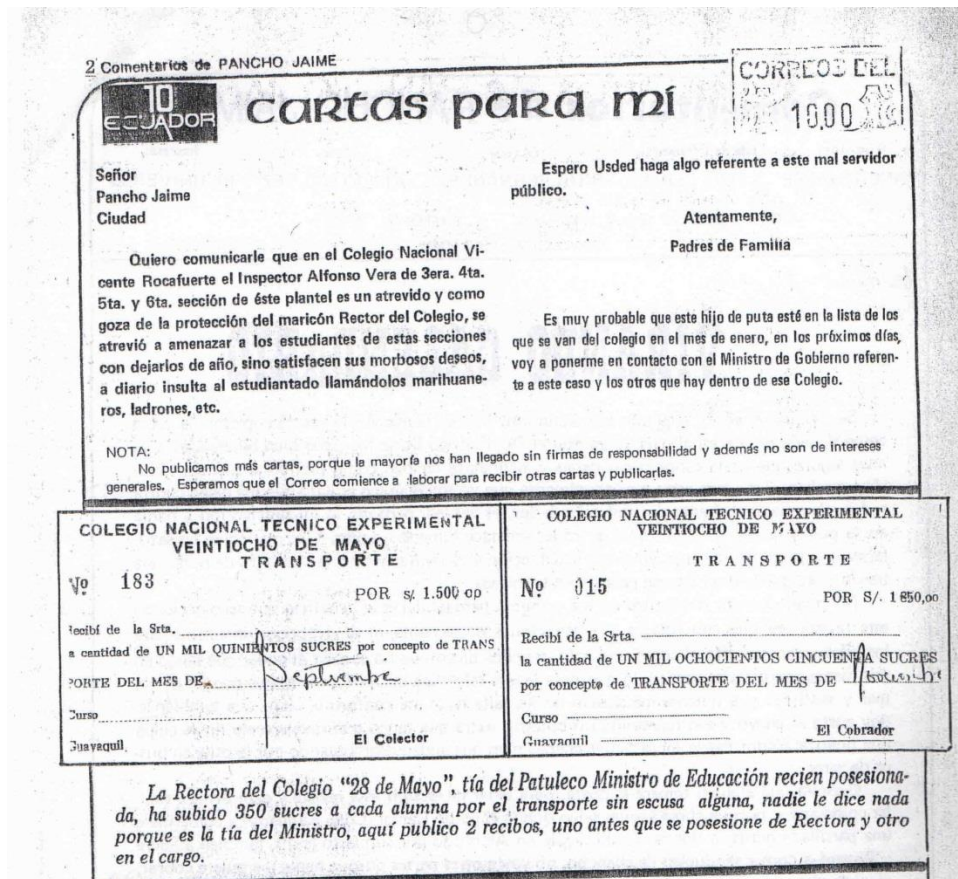 2 Comentarios de PANCHO JAIME
10
ECUADOR
cartas para mí
CORREOS DEL
10.00
Señor
Pancho Jaime
Ciudad
Quiero comunicarle que en el Colegio Nacional Vi-
cente Rocafuerte el Inspector Alfonso Vera de 3era. 4ta.
5ta. y 6ta. sección de éste plantel es un atrevido y como
goza de la protección del maricón Rector del Colegio, se
atrevió a amenazar a los estudiantes de estas secciones
con dejarlos de año, sino satisfacen sus morbosos deseos,
a diario insulta al estudiantado llamándolos marihuane-
ros, ladrones, etc.
Espero Usded haga algo referente a este mal servidor
público.
Atentamente,
Padres de Familia
Es muy probable que este hijo de puta esté en la lista de los
que se van del colegio en el mes de enero, en los próximos días,
voy a ponerme en contacto con el Ministro de Gobierno referen-
te a este caso y los otros que hay dentro de ese Colegio.
NOTA:
No publicamos más cartas, porque la mayoría nos han llegado sin firmas de responsabilidad y además no son de intereses
generales. Esperamos que el Correo comience a laborar para recibir otras cartas y publicarlas.
COLEGIO NACIONAL TECNICO EXPERIMENTAL
VEINTIOCHO DE MAYO
TRANSPORTE
Nº 183
POR s/. 1.500 oo
Recibí de la Srta.
a cantidad de UN MIL QUINIENTOS SUCRES por concepto de TRANS
PORTE DEL MES DE Septiembre
Curso
Guayaquil El Colector
COLEGIO NACIONAL TECNICO EXPERIMENTAL
VEINTIOCHO DE MAYO
TRANSPORTE
Nº 015
POR S/. 1850,oo
Recibí de la Srta.
la cantidad de UN MIL OCHOCIENTOS CINCUENTA SUCRES
por concepto de TRANSPORTE DEL MES DE
Curso
Guayaquil El Cobrador
La Rectora del Colegio "28 de Mayo", tía del Patuleco Ministro de Educación recien posesiona-
da, ha subido 350 sucres a cada alumna por el transporte sin escusa alguna, nadie le dice nada
porque es la tía del Ministro, aquí publico 2 recibos, uno antes que se posesione de Rectora y otro
en el cargo.